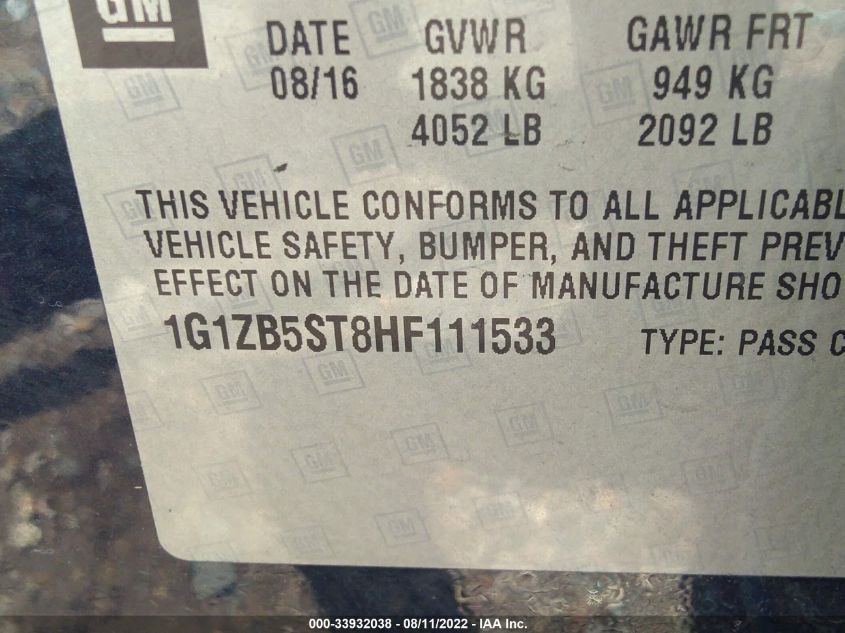 GM
DATE GVWR GAWR FRT
08/16 1838 KG 949 KG
4052 LB 2092 LB
THIS VEHICLE CONFORMS TO ALL APPLICABL
VEHICLE SAFETY, BUMPER, AND THEFT PREV
EFFECT ON THE DATE OF MANUFACTURE SHO
1G1ZB5ST8HF111533 TYPE: PASS C
000-33932038 - 08/11/2022 - IAA Inc.